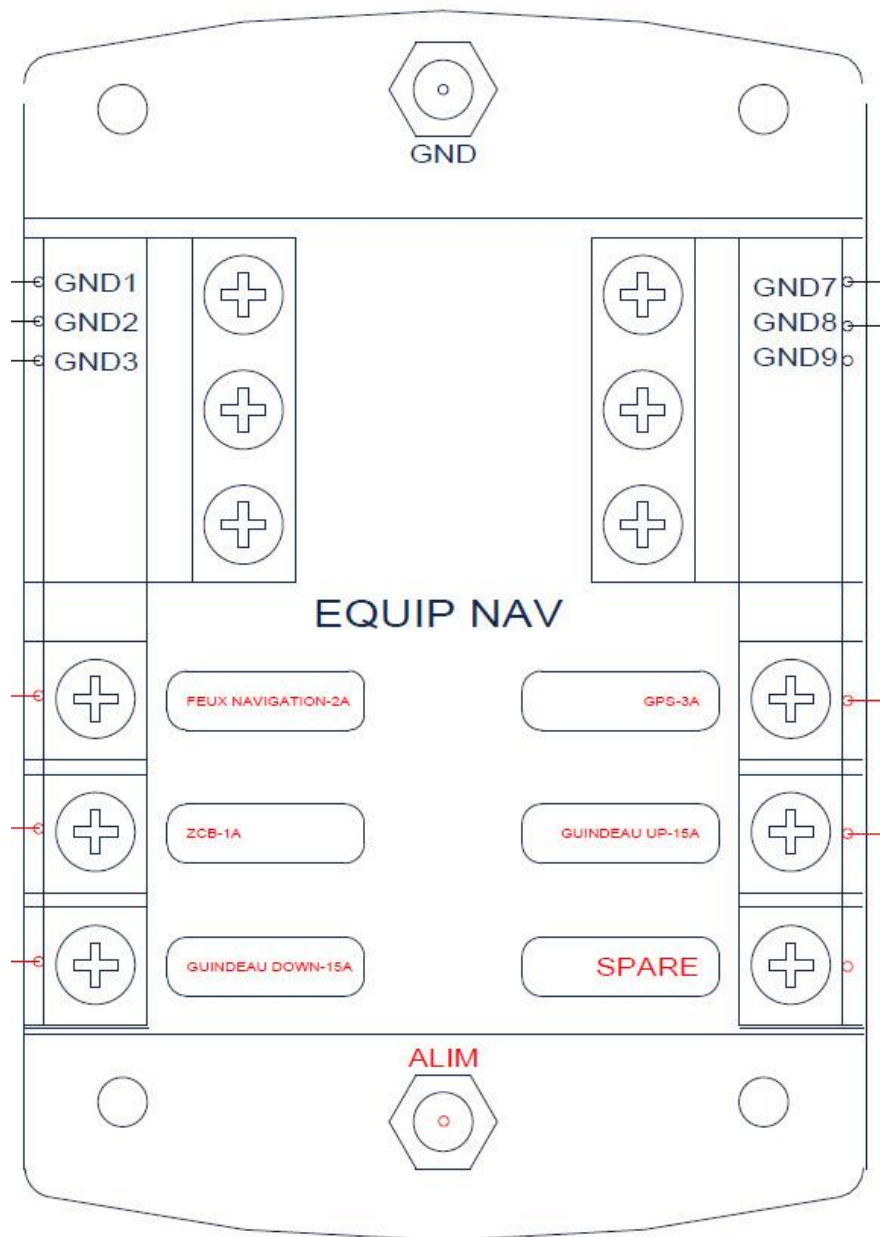 GND
GND1
GND2
GND3
GND7
GND8
GND9
EQUIP NAV
FEUX NAVIGATION-2A
GPS-3A
ZCB-1A
GUINDEAU UP-15A
GUINDEAU DOWN-15A
SPARE
ALIM